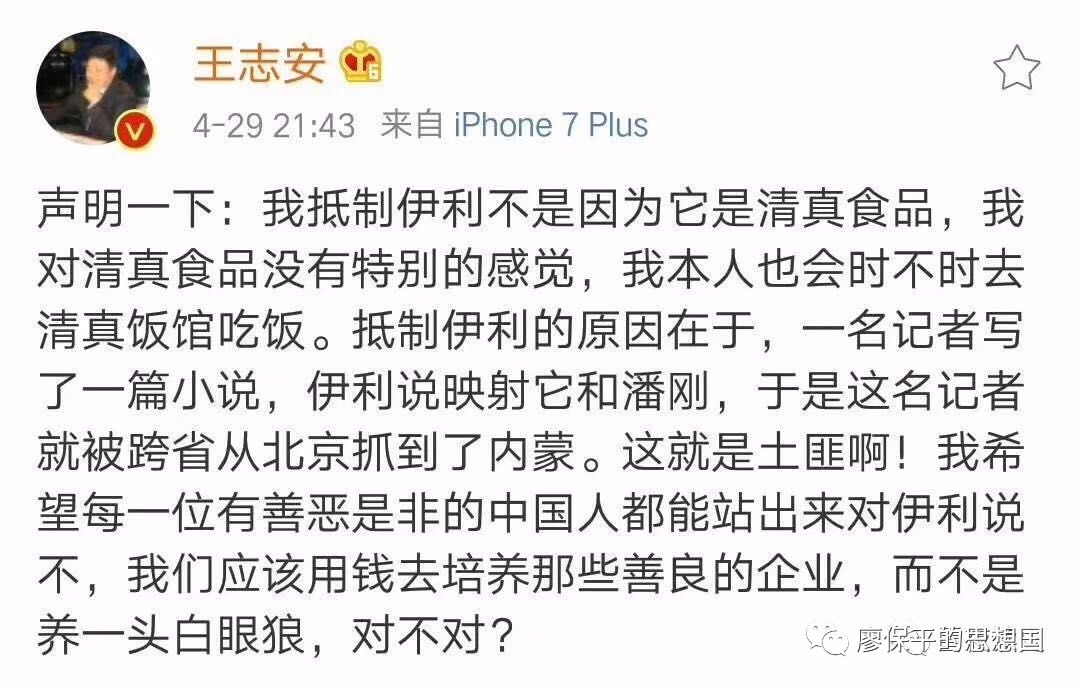 王志安
6
V
4-29 21:43 来自 iPhone 7 Plus
声明一下：我抵制伊利不是因为它是清真食品，我
对清真食品没有特别的感觉，我本人也会时不时去
清真饭馆吃饭。抵制伊利的原因在于，一名记者写
了一篇小说，伊利说映射它和潘刚，于是这名记者
就被跨省从北京抓到了内蒙。这就是土匪啊！我希
望每一位有善恶是非的中国人都能站出来对伊利说
不，我们应该用钱去培养那些善良的企业，而不是
养一头白眼狼，对不对？
廖保平的思想国